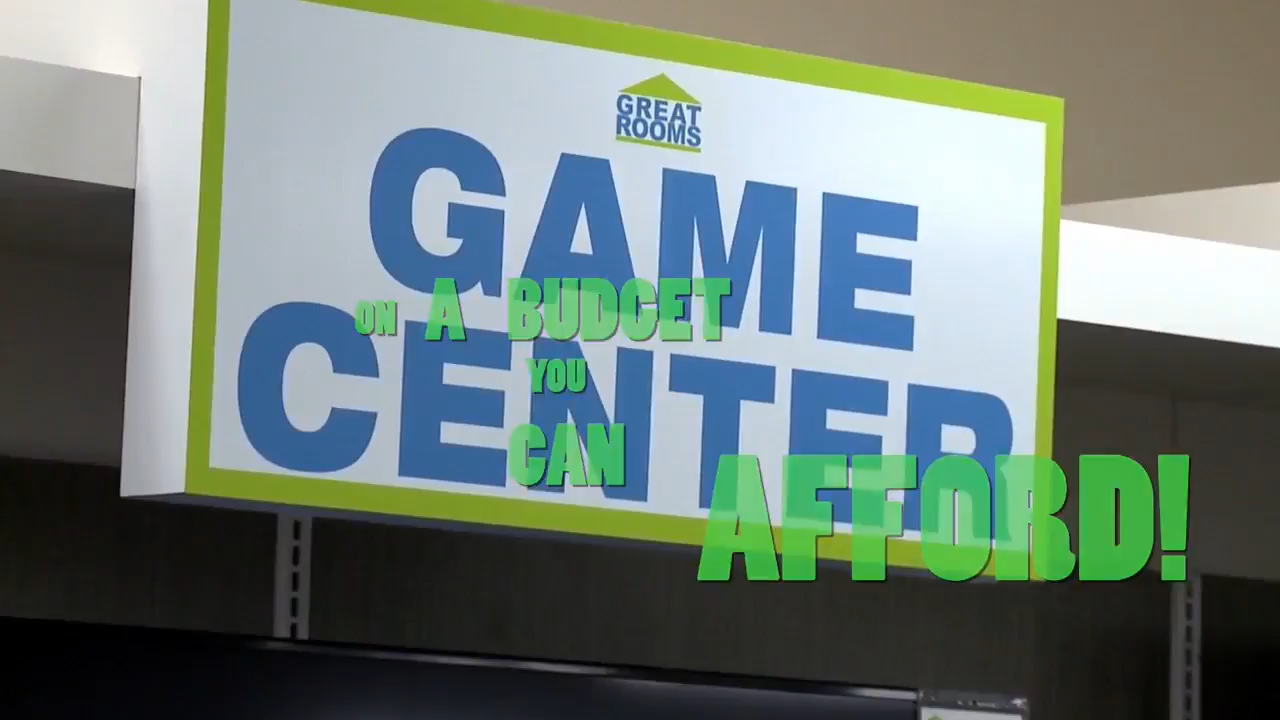 GREAT
ROOMS
GAME
CENTER
ON A BUDGET
YOU
CAN
AFFORD!